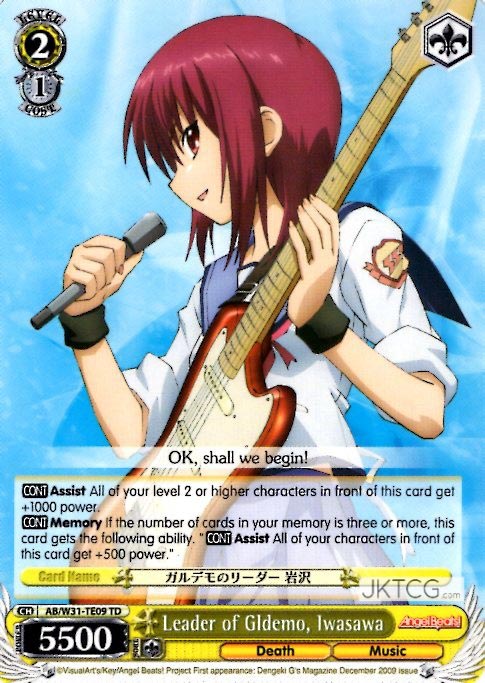 LEVEL
2
1
COST
OK, shall we begin!
CONT Assist All of your level 2 or higher characters in front of this card get
+1000 power.
CONT Memory If the number of cards in your memory is three or more, this
card gets the following ability. "CONT Assist All of your characters in front of
this card get +500 power."
Card Name
ガルデモのリーダー 岩沢
JKTCG.com
CH AB/W31-TE09 TD
Leader of GIdemo, Iwasawa
Angel Beats!
POWER
5500
SOUL
Death
Music
©VisualArt's/Key/Angel Beats! Project First appearance: Dengeki G's Magazine December 2009 issue